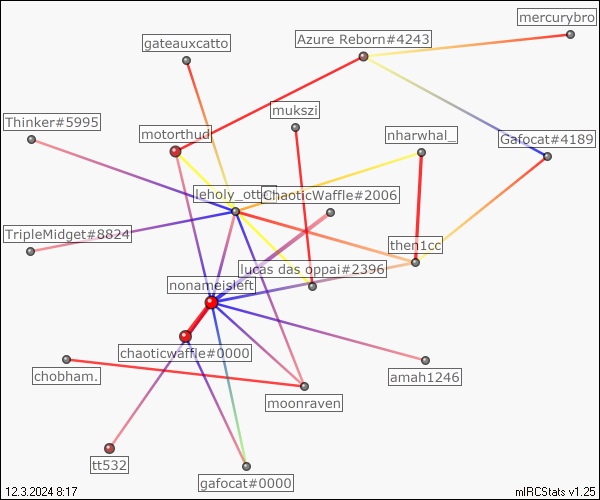 mercurybro
Azure Reborn#4243
gateauxcatto
mukszi
Thinker#5995
motorthud
nharwhal_
Gafocat#4189
leholy_otte
ChaoticWaffle#2006
TripleMidget#8824
then1cc
lucas das oppai#2396
nonameisleft
chaoticwaffle#0000
chobham.
amah1246
moonraven
tt532
gafocat#0000
12.3.2024 8:17
mIRCStats v1.25